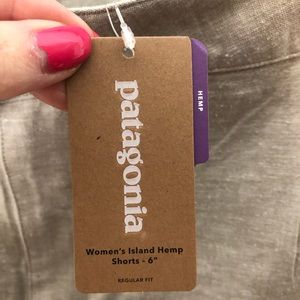 patagonia
HEMP
Women's Island Hemp
Shorts - 6"
REGULAR FIT